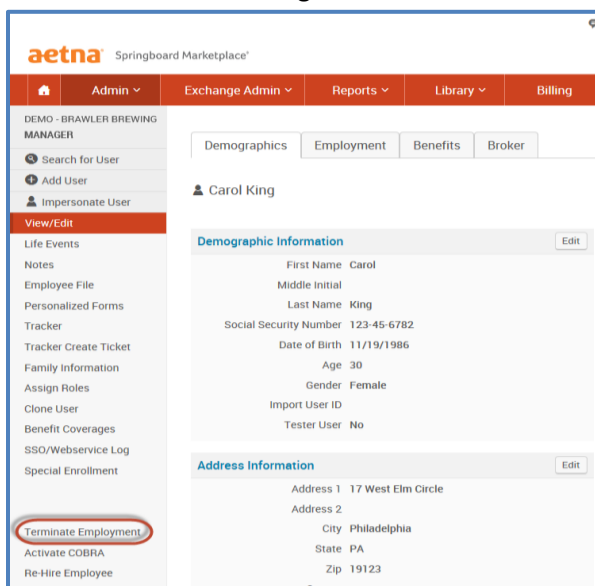 aetna Springboard Marketplace
Admin Exchange Admin Reports Library Billing
DEMO - BRAWLER BREWING
MANAGER
Search for User
Add User
Impersonate User
View/Edit
Life Events
Notes
Employee File
Personalized Forms
Tracker
Tracker Create Ticket
Family Information
Assign Roles
Clone User
Benefit Coverages
SSO/Webservice Log
Special Enrollment
Terminate Employment
Activate COBRA
Re-Hire Employee
Demographics Employment Benefits Broker
Carol King
Demographic Information Edit
First Name Carol
Middle Initial
Last Name King
Social Security Number 123-45-6782
Date of Birth 11/19/1986
Age 30
Gender Female
Import User ID
Tester User No
Address Information Edit
Address 1 17 West Elm Circle
Address 2
City Philadelphia
State PA
Zip 19123